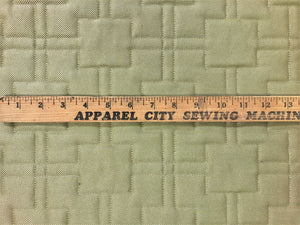 1 2 3 4 5 6 7 8 9 10 11 12 13
APPAREL CITY SEWING MACHIN